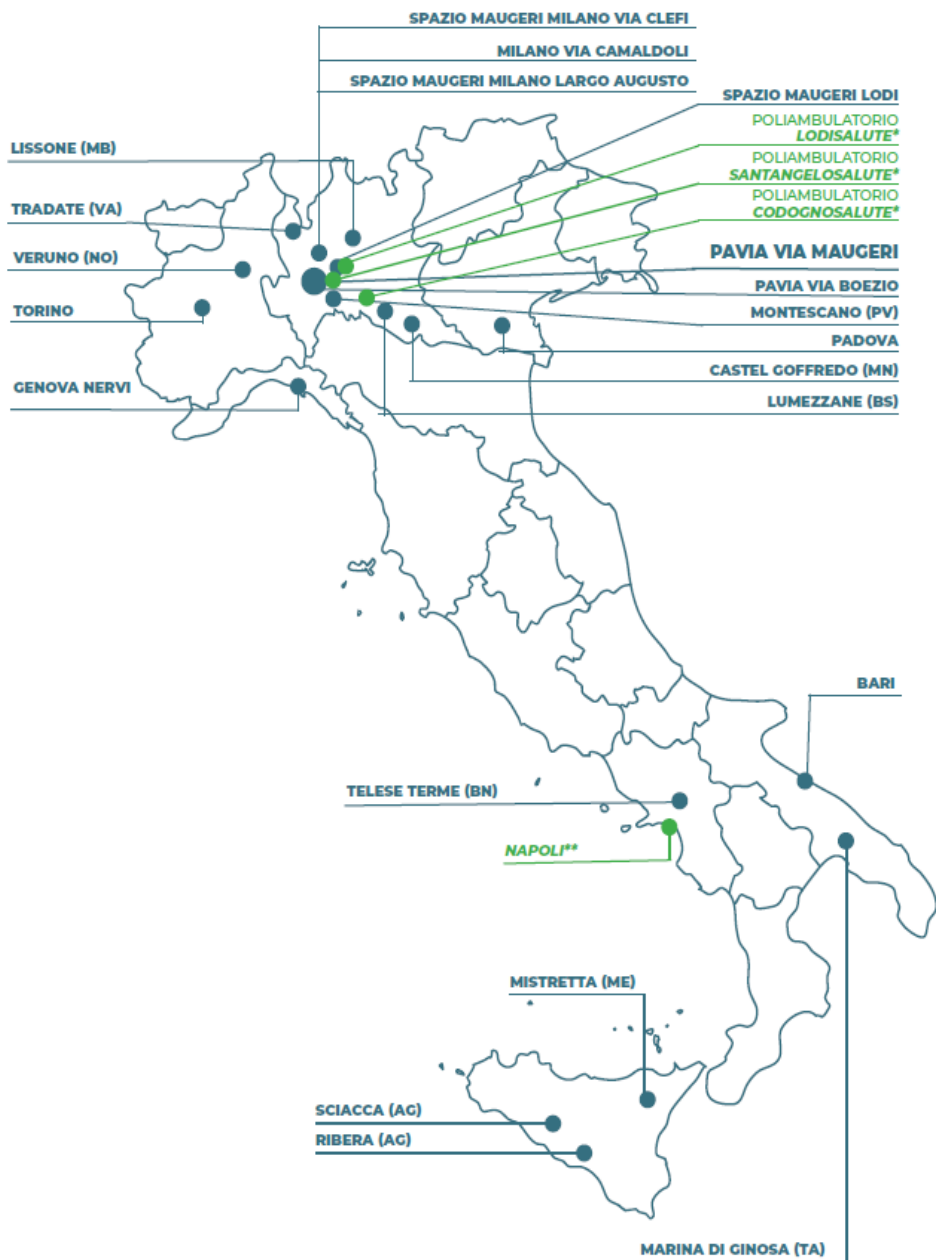 SPAZIO MAUGERI MILANO VIA CLEFI
MILANO VIA CAMALDOLI
SPAZIO MAUGERI MILANO LARGO AUGUSTO
SPAZIO MAUGERI LODI
POLIAMBULATORIO
LODISALUTE*
POLIAMBULATORIO
SANTANGELOSALUTE*
POLIAMBULATORIO
CODOGNOSALUTE*
LISSONE (MB)
TRADATE (VA)
VERUNO (NO)
TORINO
GENOVA NERVI
PAVIA VIA MAUGERI
PAVIA VIA BOEZIO
MONTESCANO (PV)
PADOVA
CASTEL GOFFREDO (MN)
LUMEZZANE (BS)
BARI
TELESE TERME (BN)
NAPOLI**
MISTRETTA (ME)
SCIACCA (AG)
RIBERA (AG)
MARINA DI GINOSA (TA)